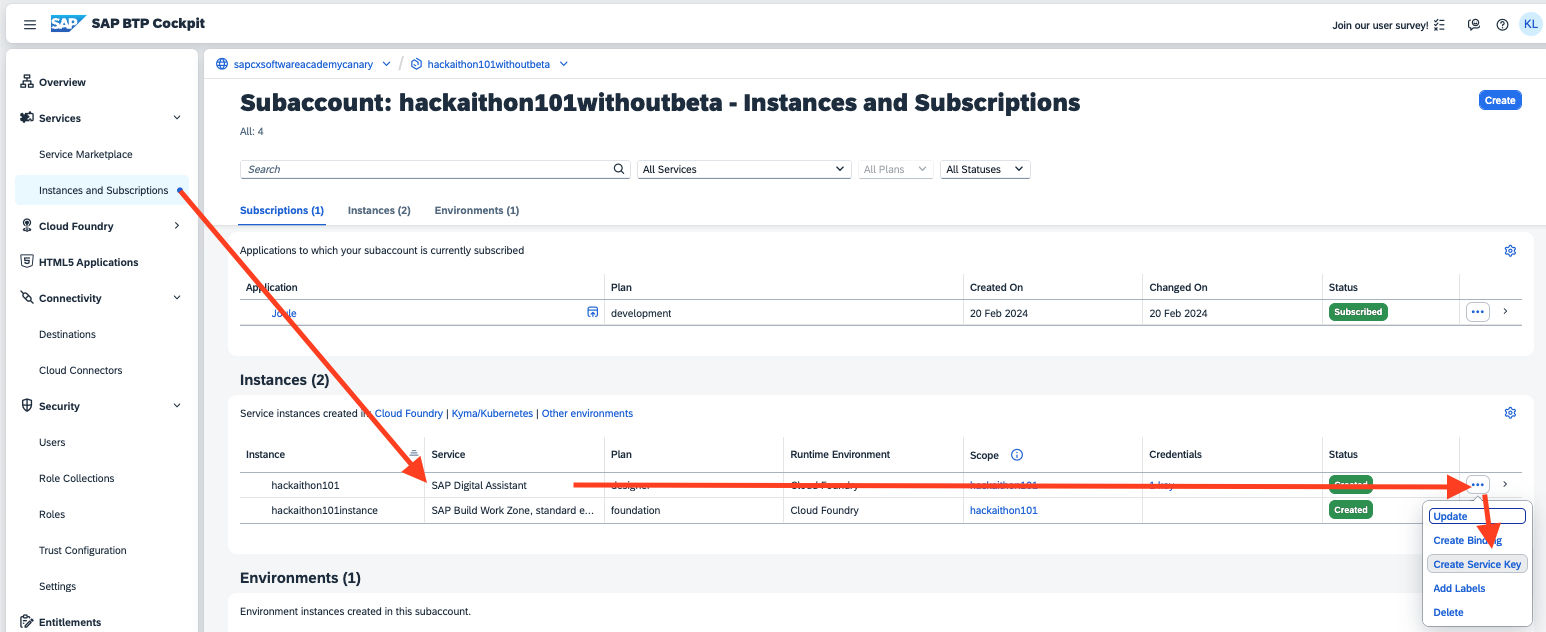 SAP SAP BTP Cockpit
Join our user survey!
KL
Overview
Services
Service Marketplace
Instances and Subscriptions
Cloud Foundry
HTML5 Applications
Connectivity
Destinations
Cloud Connectors
Security
Users
Role Collections
Roles
Trust Configuration
Settings
Entitlements
sapcxsoftwareacademycanary / hackaithon101withoutbeta
Subaccount: hackaithon101withoutbeta - Instances and Subscriptions
Create
All: 4
Search
All Services
All Plans
All Statuses
Subscriptions (1) Instances (2) Environments (1)
Applications to which your subaccount is currently subscribed
Application Plan Created On Changed On Status
Joule development 20 Feb 2024 20 Feb 2024 Subscribed
Instances (2)
Service instances created in: Cloud Foundry | Kyma/Kubernetes | Other environments
Instance Service Plan Runtime Environment Scope Credentials Status
hackaithon101 SAP Digital Assistant designer Cloud Foundry hackaithon101 1 key Created
hackaithon101instance SAP Build Work Zone, standard e... foundation Cloud Foundry hackaithon101 Created
Update
Create Binding
Create Service Key
Add Labels
Delete
Environments (1)
Environment instances created in this subaccount.